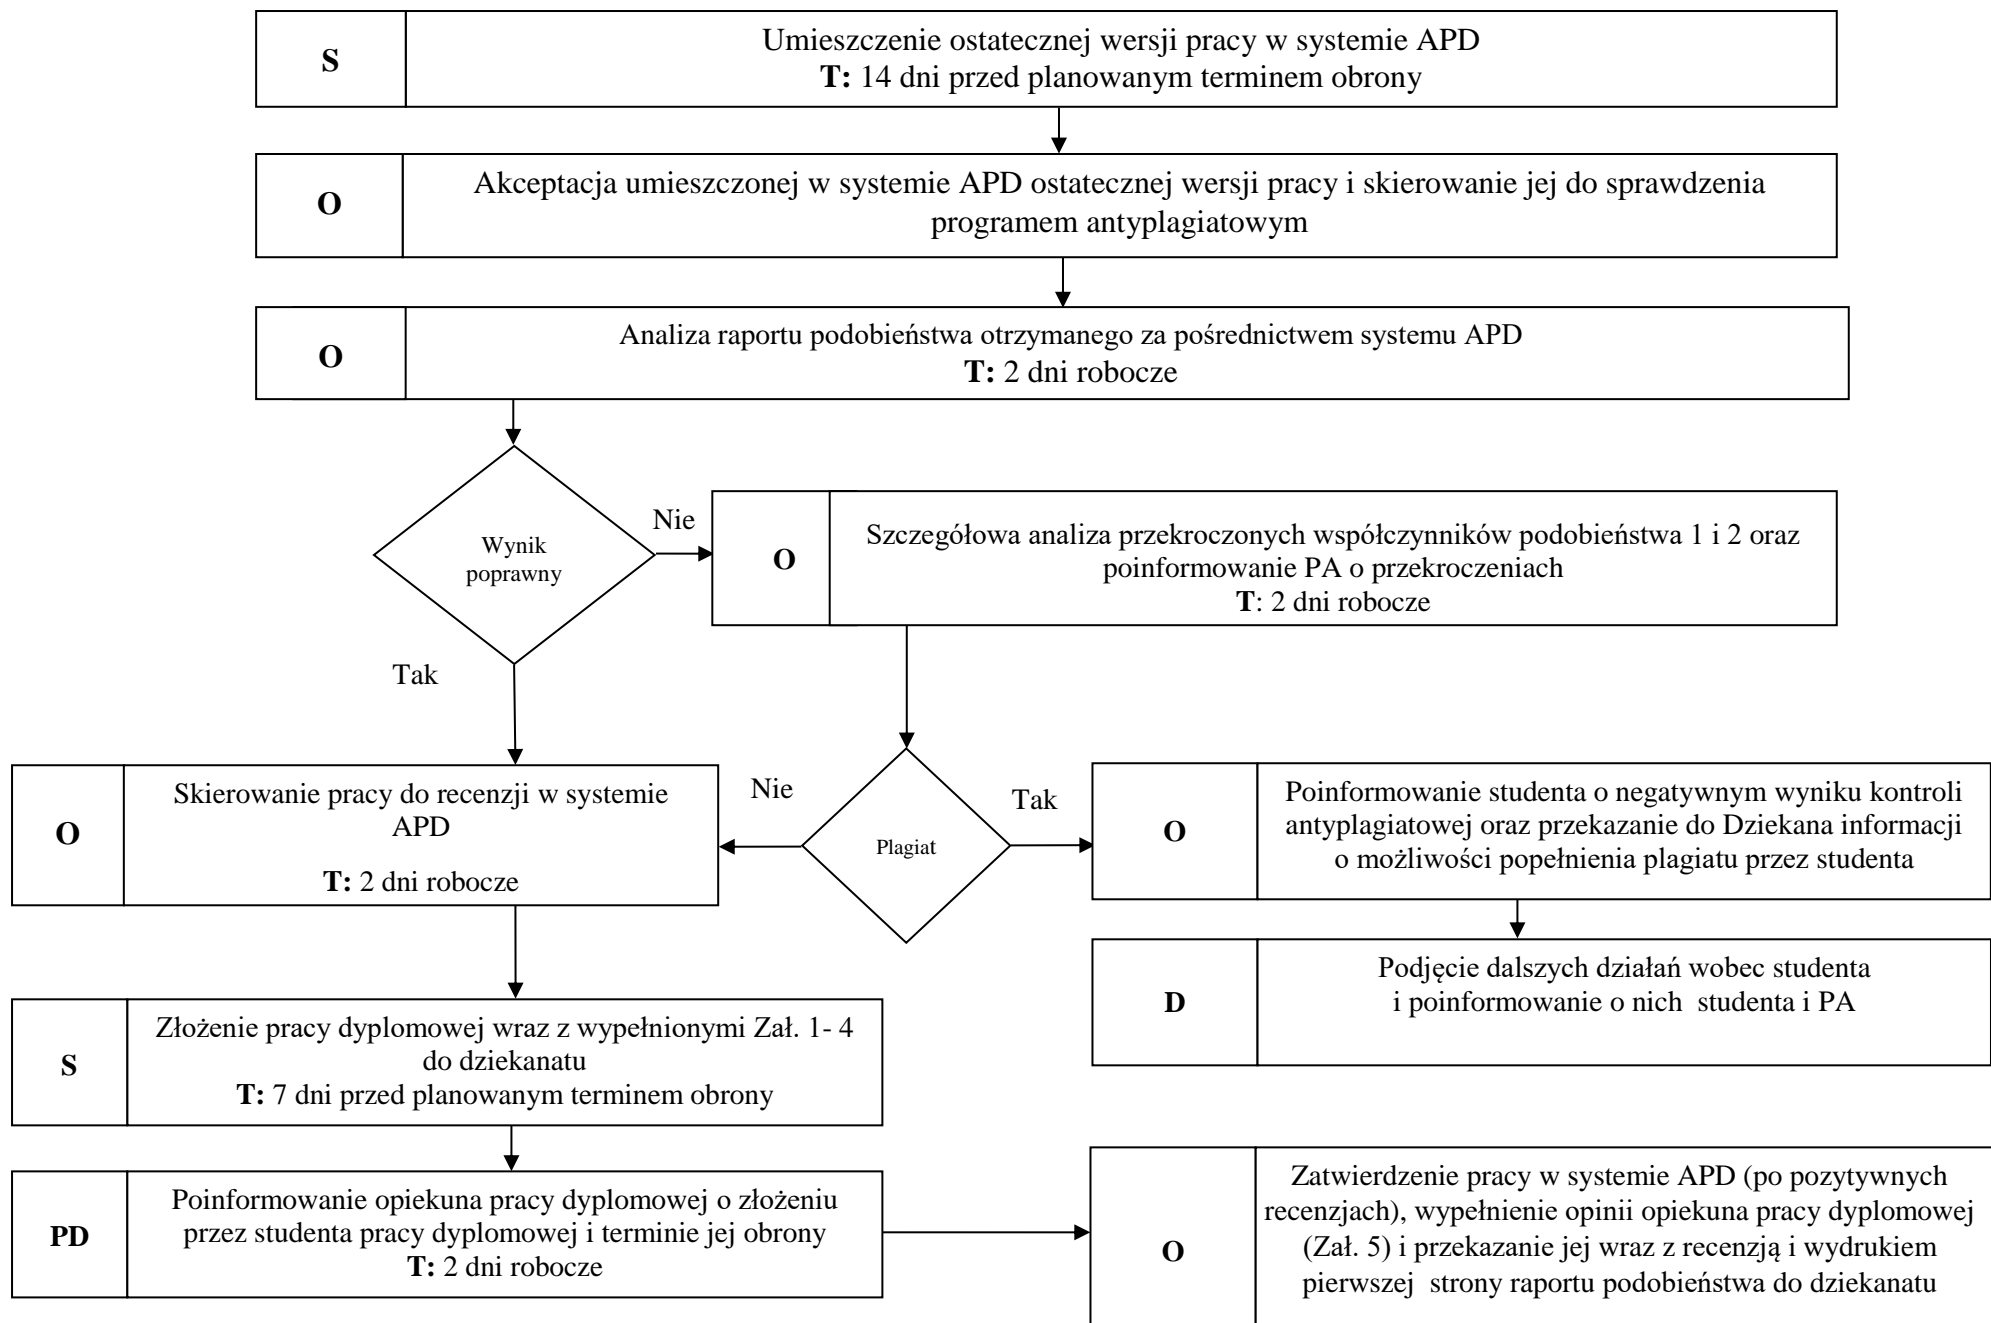 S
Umieszczenie ostatecznej wersji pracy w systemie APD
T: 14 dni przed planowanym terminem obrony
O
Akceptacja umieszczonej w systemie APD ostatecznej wersji pracy i skierowanie jej do sprawdzenia
programem antyplagiatowym
O
Analiza raportu podobieństwa otrzymanego za pośrednictwem systemu APD
T: 2 dni robocze
Wynik
poprawny
Nie
O
Szczegółowa analiza przekroczonych współczynników podobieństwa 1 i 2 oraz
poinformowanie PA o przekroczeniach
T: 2 dni robocze
Tak
O
Skierowanie pracy do recenzji w systemie
APD
T: 2 dni robocze
Nie
Plagiat
Tak
O
Poinformowanie studenta o negatywnym wyniku kontroli
antyplagiatowej oraz przekazanie do Dziekana informacji
o możliwości popełnienia plagiatu przez studenta
D
Podjęcie dalszych działań wobec studenta
i poinformowanie o nich studenta i PA
S
Złożenie pracy dyplomowej wraz z wypełnionymi Zał. 1- 4
do dziekanatu
T: 7 dni przed planowanym terminem obrony
PD
Poinformowanie opiekuna pracy dyplomowej o złożeniu
przez studenta pracy dyplomowej i terminie jej obrony
T: 2 dni robocze
O
Zatwierdzenie pracy w systemie APD (po pozytywnych
recenzjach), wypełnienie opinii opiekuna pracy dyplomowej
(Zał. 5) i przekazanie jej wraz z recenzją i wydrukiem
pierwszej strony raportu podobieństwa do dziekanatu